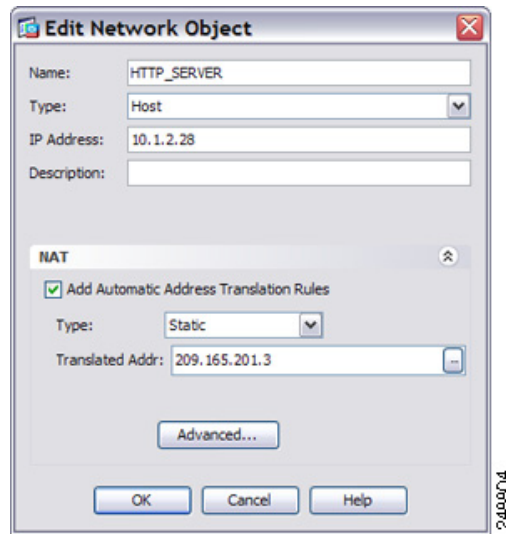 Edit Network Object
Name: HTTP_SERVER
Type: Host
IP Address: 10.1.2.28
Description:
NAT
Add Automatic Address Translation Rules
Type: Static
Translated Addr: 209.165.201.3 ...
Advanced...
OK Cancel Help
248904